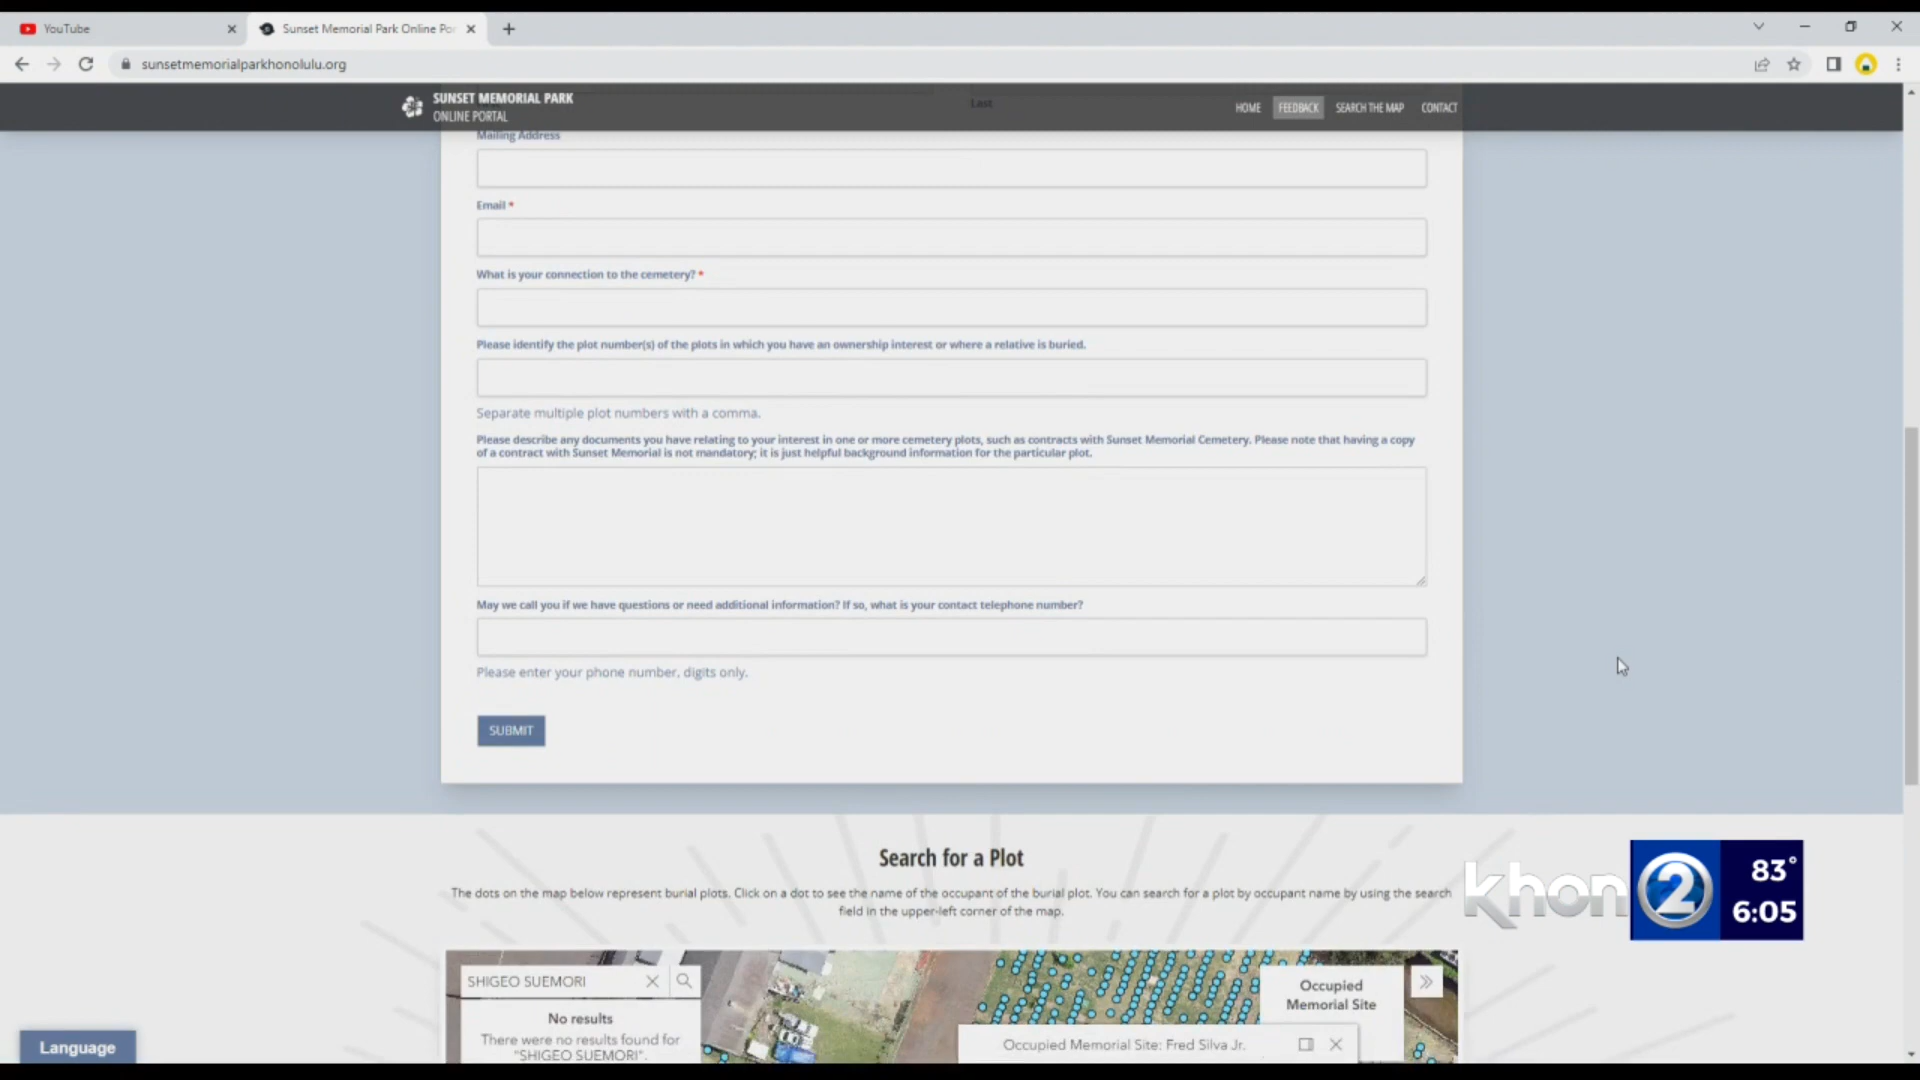 YouTube
Sunset Memorial Park Online Por
sunsetmemorialparkhonolulu.org
SUNSET MEMORIAL PARK
ONLINE PORTAL
HOME
FEEDBACK
SEARCH THE MAP
CONTACT
Last
Mailing Address
Email *
What is your connection to the cemetery? *
Please identify the plot number(s) of the plots in which you have an ownership interest or where a relative is buried.
Separate multiple plot numbers with a comma.
Please describe any documents you have relating to your interest in one or more cemetery plots, such as contracts with Sunset Memorial Cemetery. Please note that having a copy
of a contract with Sunset Memorial is not mandatory; it is just helpful background information for the particular plot.
May we call you if we have questions or need additional information? If so, what is your contact telephone number?
Please enter your phone number, digits only.
SUBMIT
Search for a Plot
The dots on the map below represent burial plots. Click on a dot to see the name of the occupant of the burial plot. You can search for a plot by occupant name by using the search
field in the upper-left corner of the map.
khon 2
83°
6:05
SHIGEO SUEMORI
No results
There were no results found for
"SHIGEO SUEMORI".
Occupied
Memorial Site
Occupied Memorial Site: Fred Silva Jr.
Language